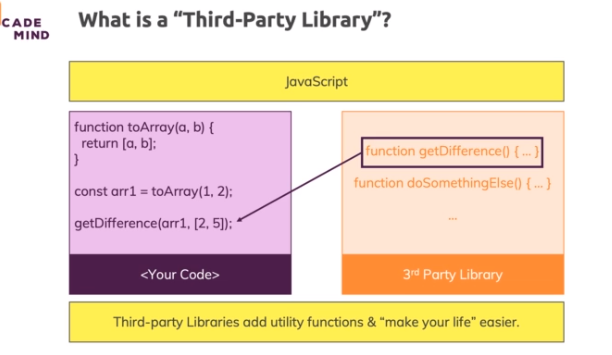 CADE
MIND
What is a “Third-Party Library”?
JavaScript
function toArray(a, b) {
return [a, b];
}
const arr1 = toArray(1, 2);
getDifference(arr1, [2, 5]);
<Your Code>
function getDifference() { ... }
function doSomethingElse() { ... }
...
3rd Party Library
Third-party Libraries add utility functions & “make your life” easier.